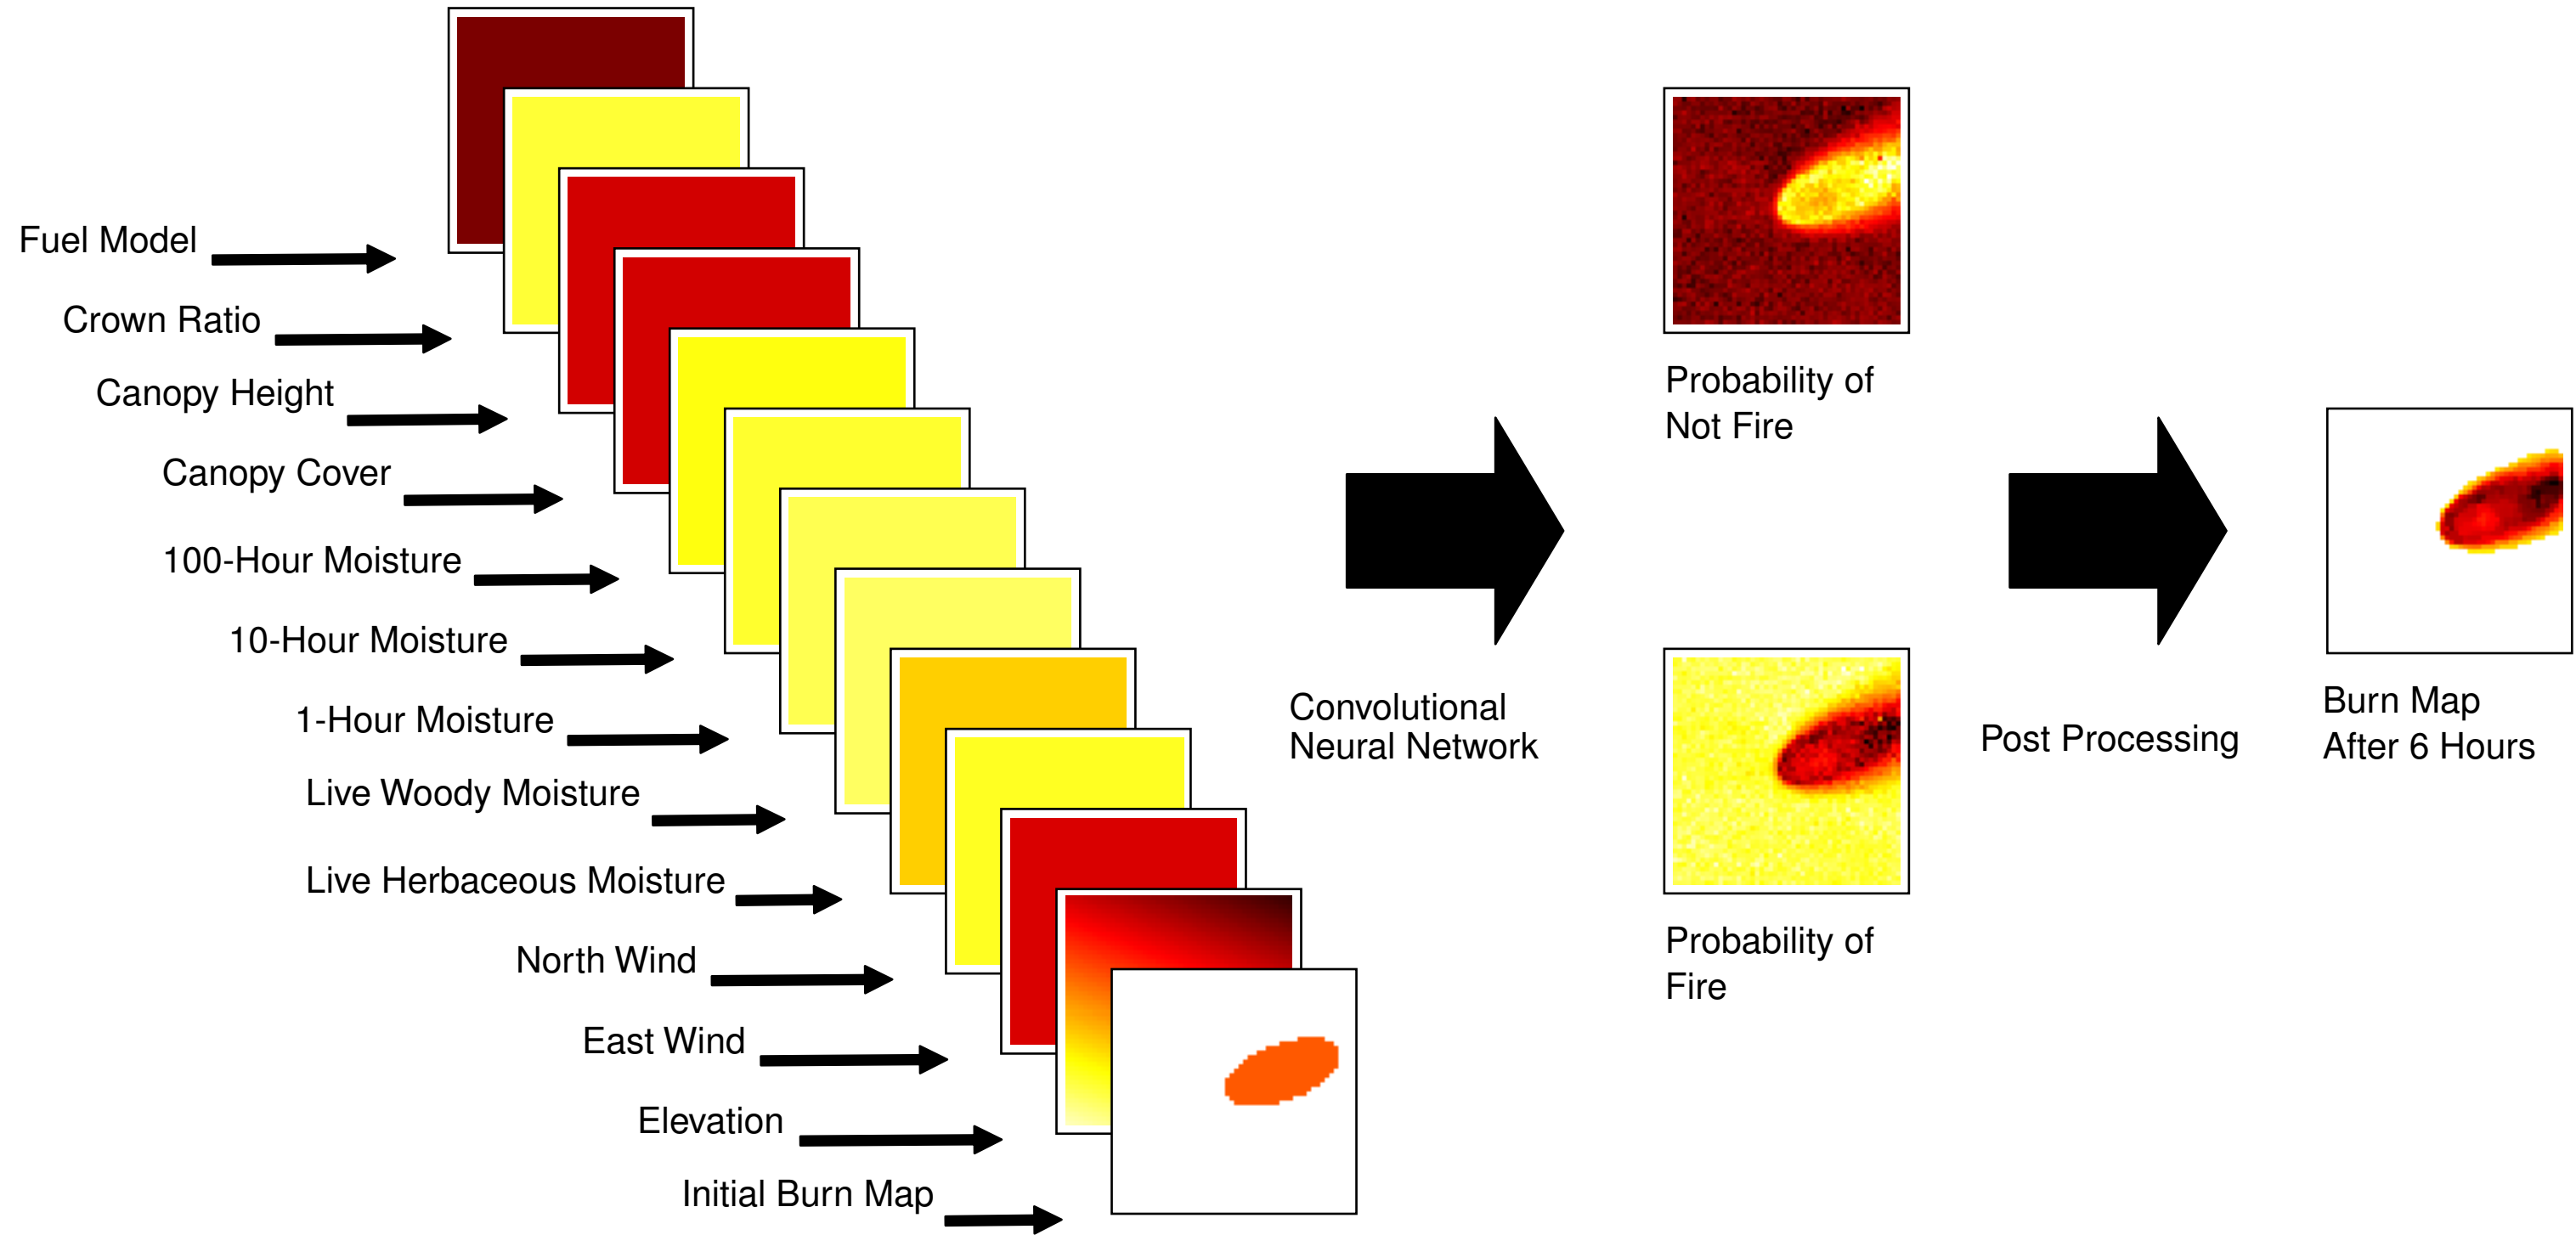 Fuel Model
Crown Ratio
Canopy Height
Canopy Cover
100-Hour Moisture
10-Hour Moisture
1-Hour Moisture
Live Woody Moisture
Live Herbaceous Moisture
North Wind
East Wind
Elevation
Initial Burn Map
Convolutional
Neural Network
Probability of
Not Fire
Probability of
Fire
Post Processing
Burn Map
After 6 Hours